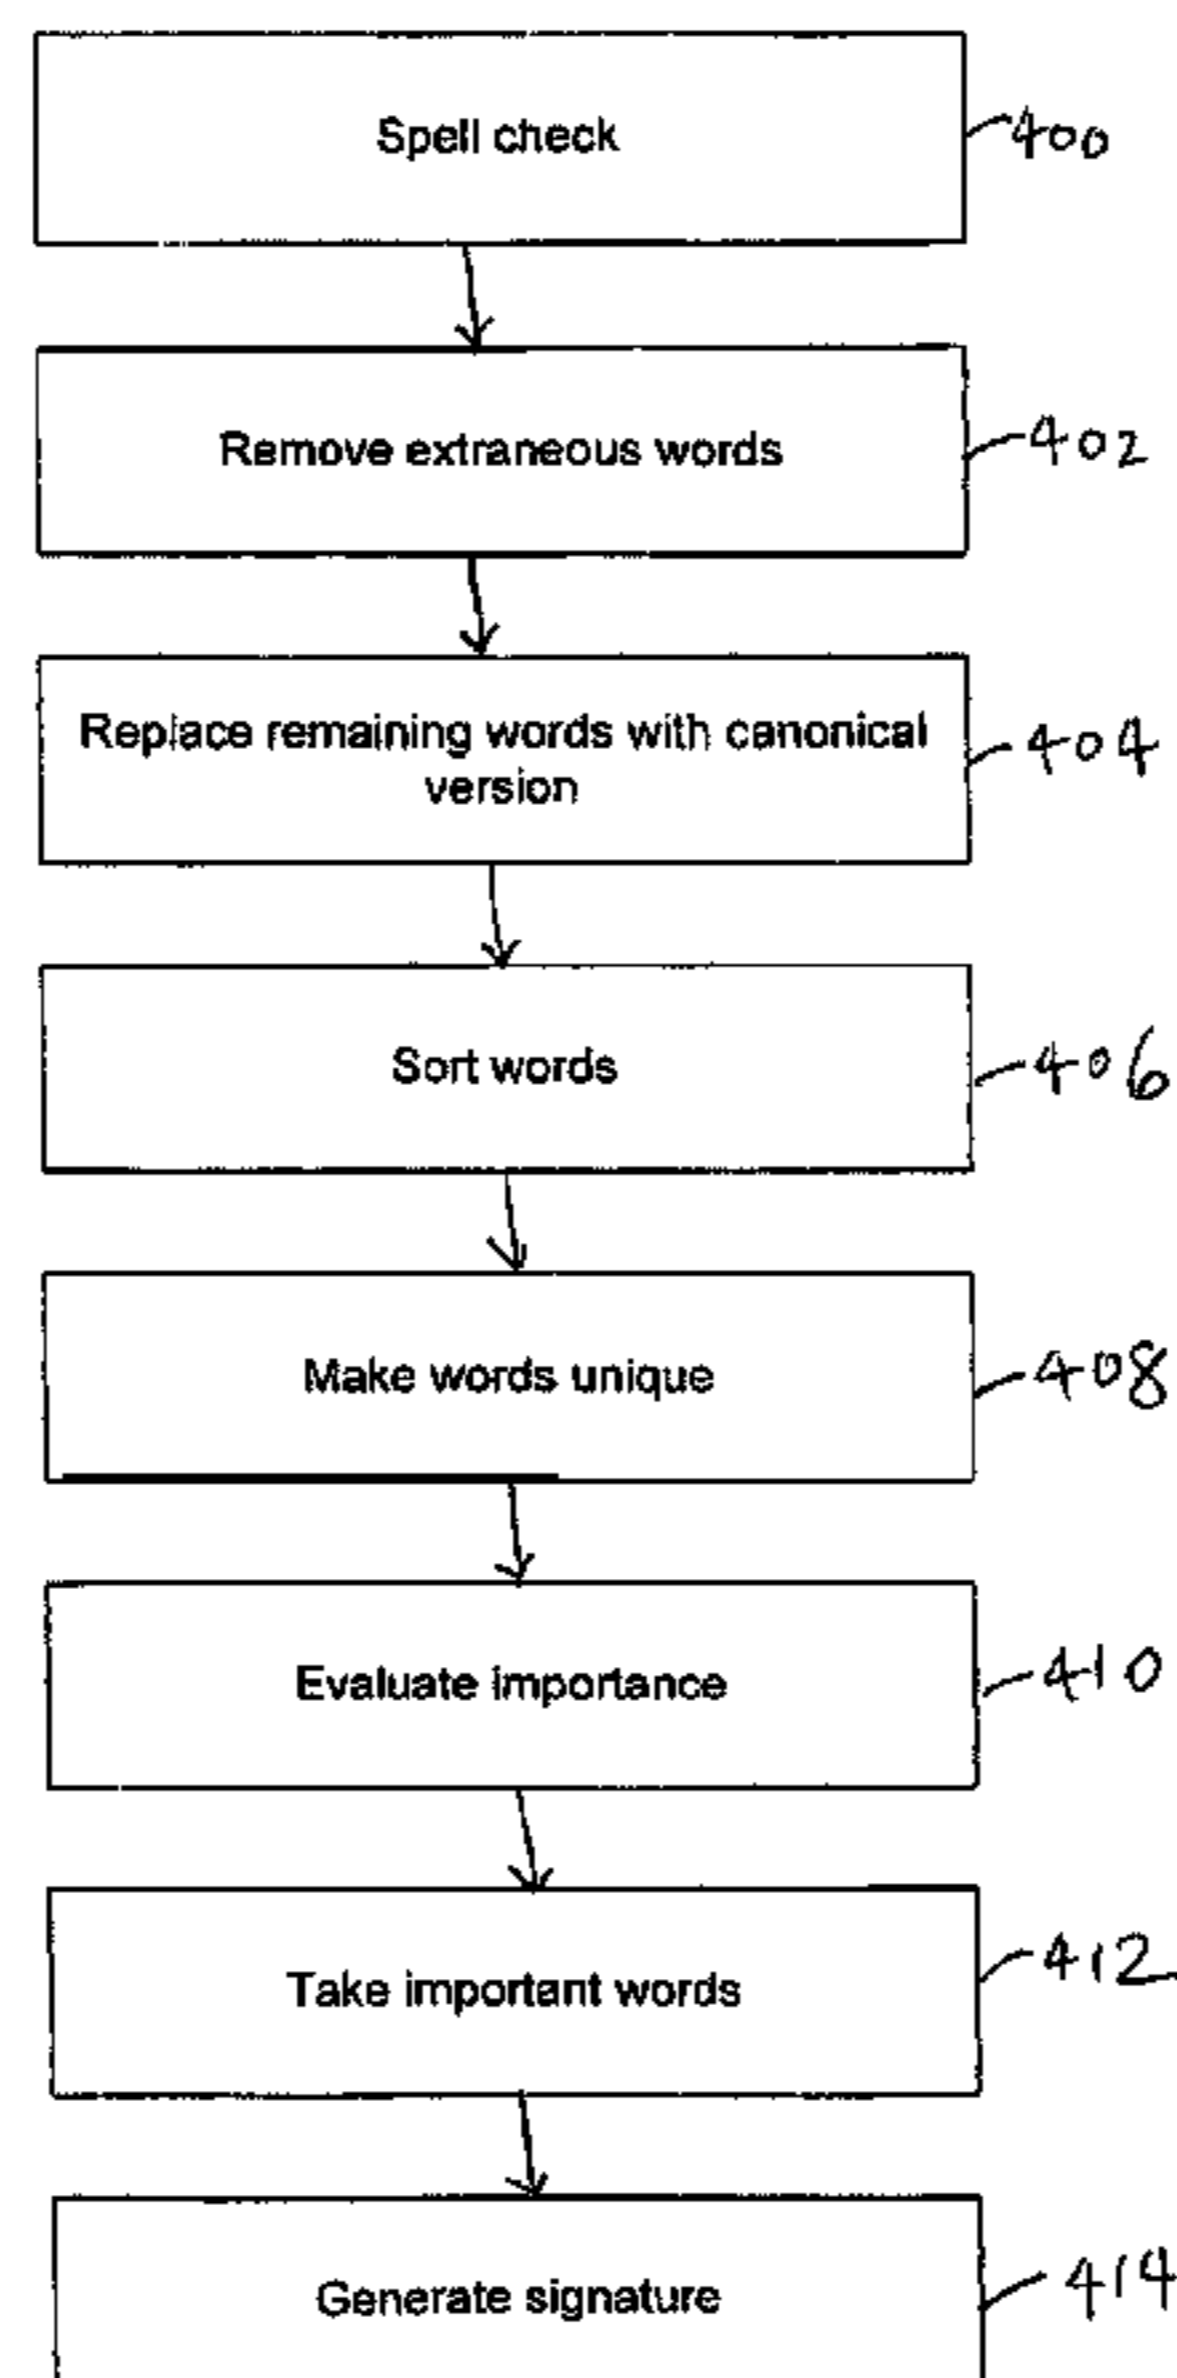 Spell check
400
Remove extraneous words
402
Replace remaining words with canonical
version
404
Sort words
406
Make words unique
408
Evaluate importance
410
Take important words
412
Generate signature
414